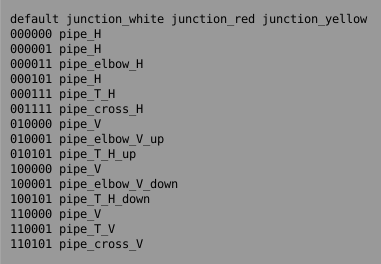 default junction_white junction_red junction_yellow
000000 pipe_H
000001 pipe_H
000011 pipe_elbow_H
000101 pipe_H
000111 pipe_T_H
001111 pipe_cross_H
010000 pipe_V
010001 pipe_elbow_V_up
010101 pipe_T_H_up
100000 pipe_V
100001 pipe_elbow_V_down
100101 pipe_T_H_down
110000 pipe_V
110001 pipe_T_V
110101 pipe_cross_V